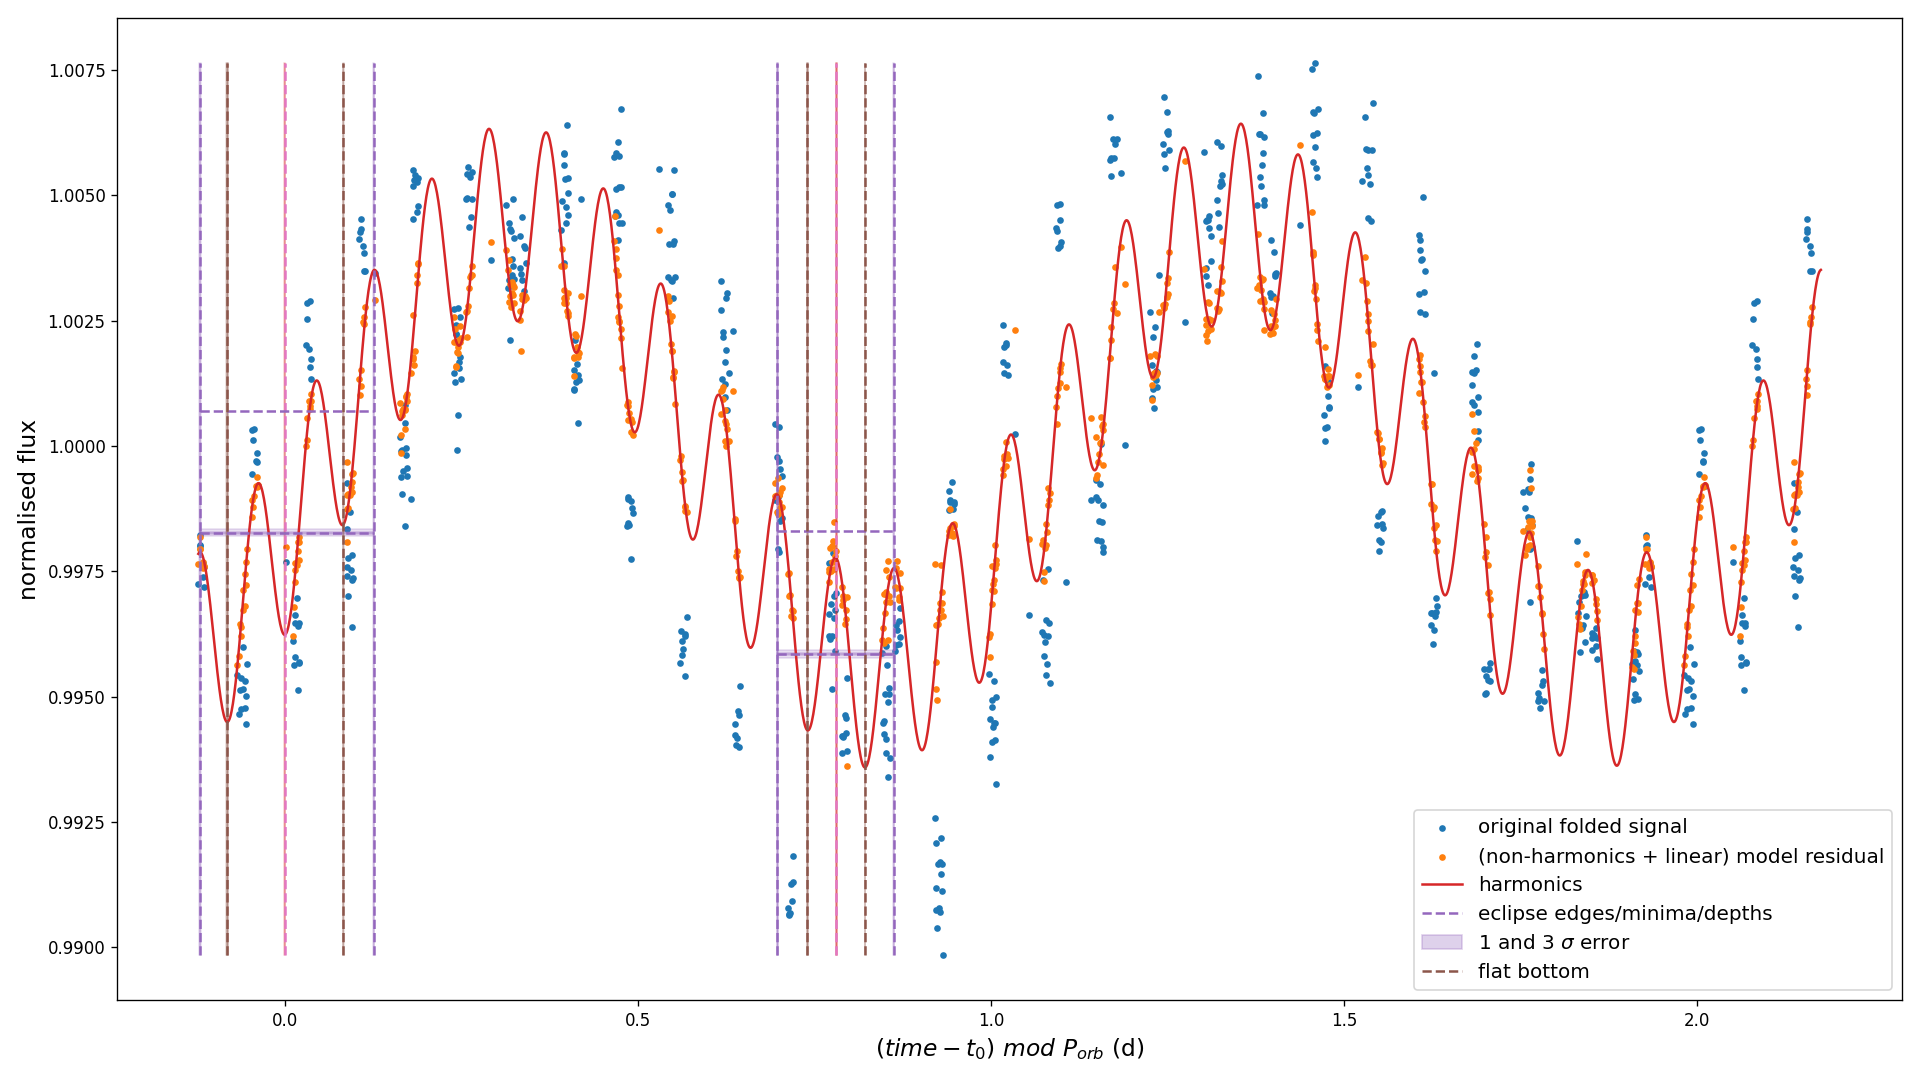 1.0075
1.0050
1.0025
1.0000
0.9975
0.9950
0.9925
0.9900
normalised flux
0.0 0.5 1.0 1.5 2.0
(time − t₀) mod P_orb (d)
original folded signal
(non-harmonics + linear) model residual
harmonics
eclipse edges/minima/depths
1 and 3 σ error
flat bottom